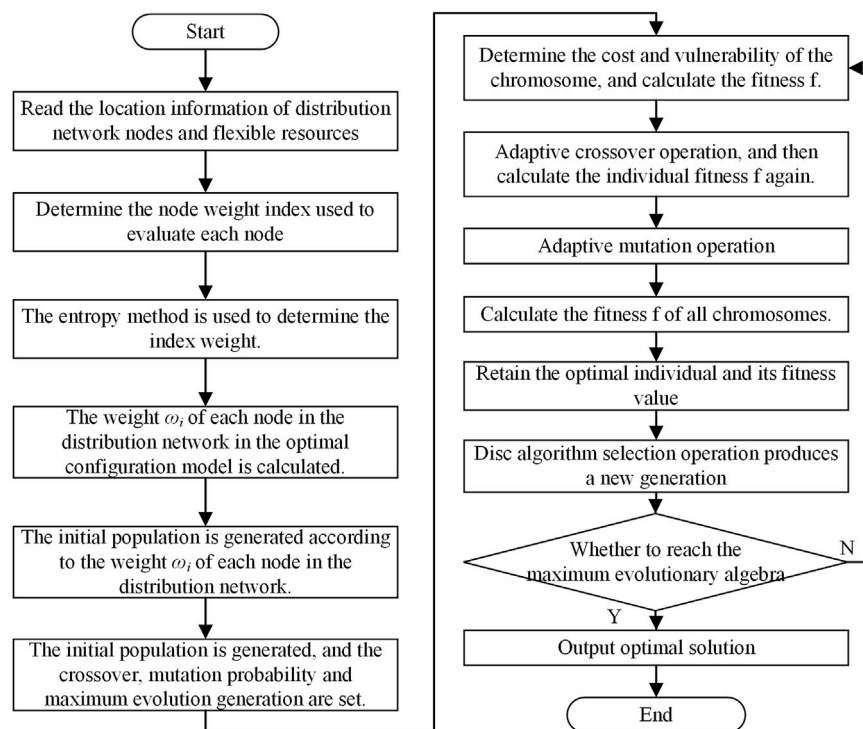 Start
Read the location information of distribution
network nodes and flexible resources
Determine the node weight index used to
evaluate each node
The entropy method is used to determine the
index weight.
The weight ωi of each node in the
distribution network in the optimal
configuration model is calculated.
The initial population is generated according
to the weight ωi of each node in the
distribution network.
The initial population is generated, and the
crossover, mutation probability and
maximum evolution generation are set.
Determine the cost and vulnerability of the
chromosome, and calculate the fitness f.
Adaptive crossover operation, and then
calculate the individual fitness f again.
Adaptive mutation operation
Calculate the fitness f of all chromosomes.
Retain the optimal individual and its fitness
value
Disc algorithm selection operation produces
a new generation
Whether to reach the
maximum evolutionary algebra
N
Y
Output optimal solution
End